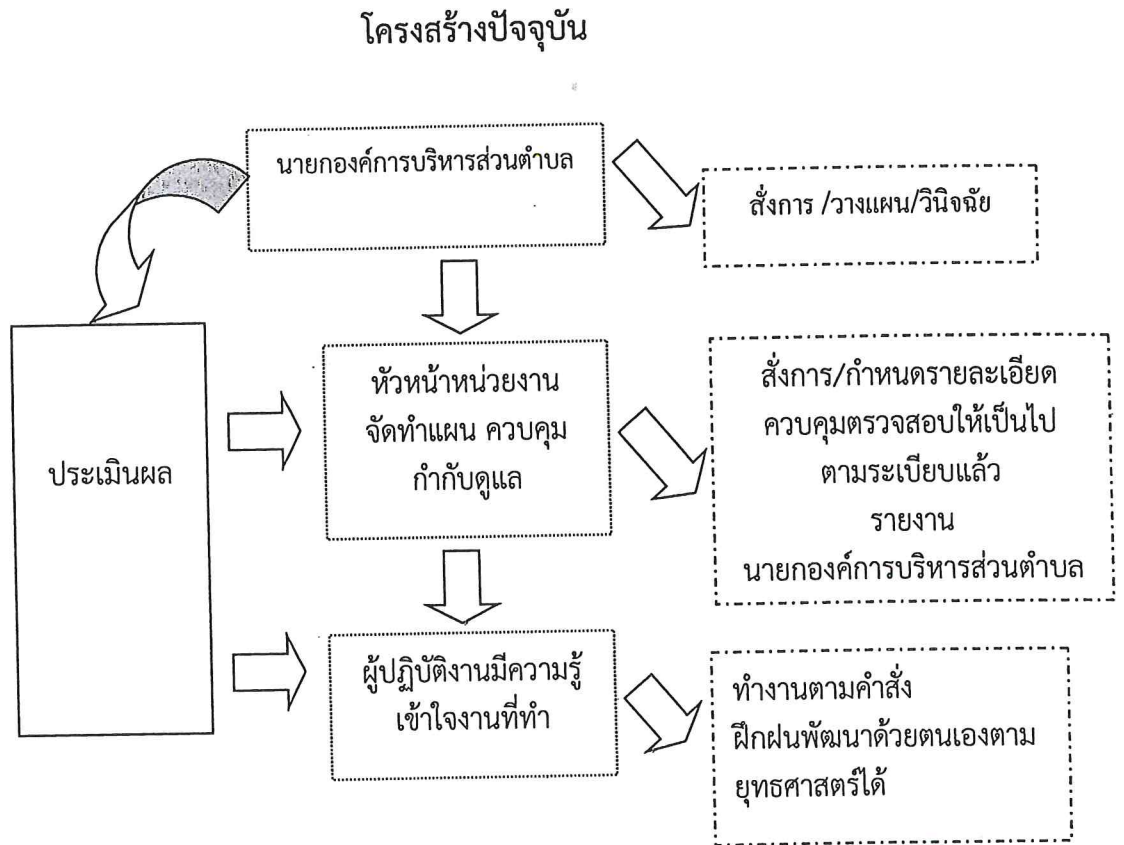 โครงสร้างปัจจุบัน
นายกองค์การบริหารส่วนตำบล
สั่งการ /วางแผน/วินิจฉัย
ประเมินผล
หัวหน้าหน่วยงาน
จัดทำแผน ควบคุม
กำกับดูแล
สั่งการ/กำหนดรายละเอียด
ควบคุมตรวจสอบให้เป็นไป
ตามระเบียบแล้ว
รายงาน
นายกองค์การบริหารส่วนตำบล
ผู้ปฏิบัติงานมีความรู้
เข้าใจงานที่ทำ
ทำงานตามคำสั่ง
ฝึกฝนพัฒนาด้วยตนเองตาม
ยุทธศาสตร์ได้